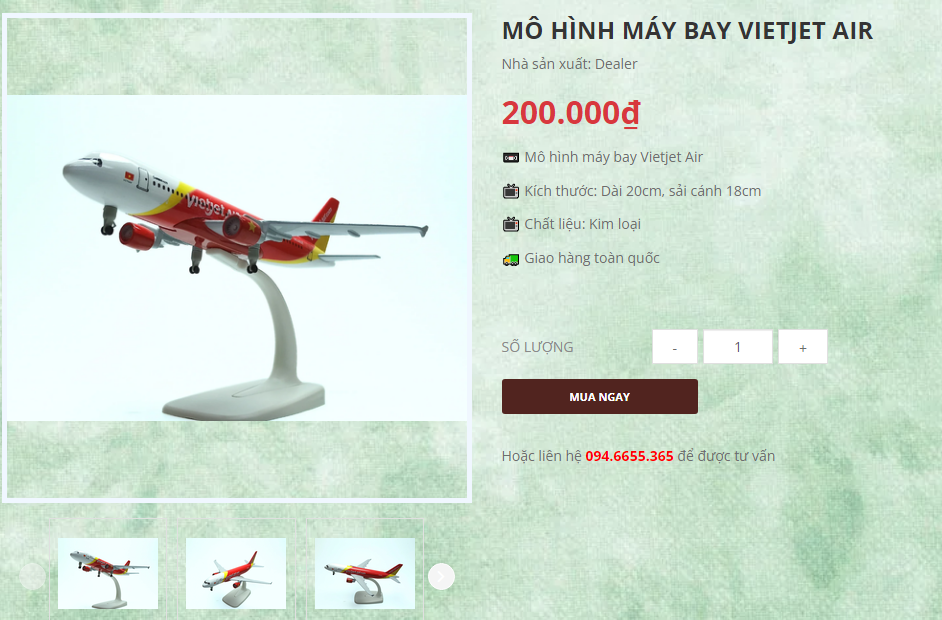 MÔ HÌNH MÁY BAY VIETJET AIR
Nhà sản xuất: Dealer
200.000₫
Mô hình máy bay Vietjet Air
Kích thước: Dài 20cm, sải cánh 18cm
Chất liệu: Kim loại
Giao hàng toàn quốc
SỐ LƯỢNG
- 1 +
MUA NGAY
Hoặc liên hệ 094.6655.365 để được tư vấn